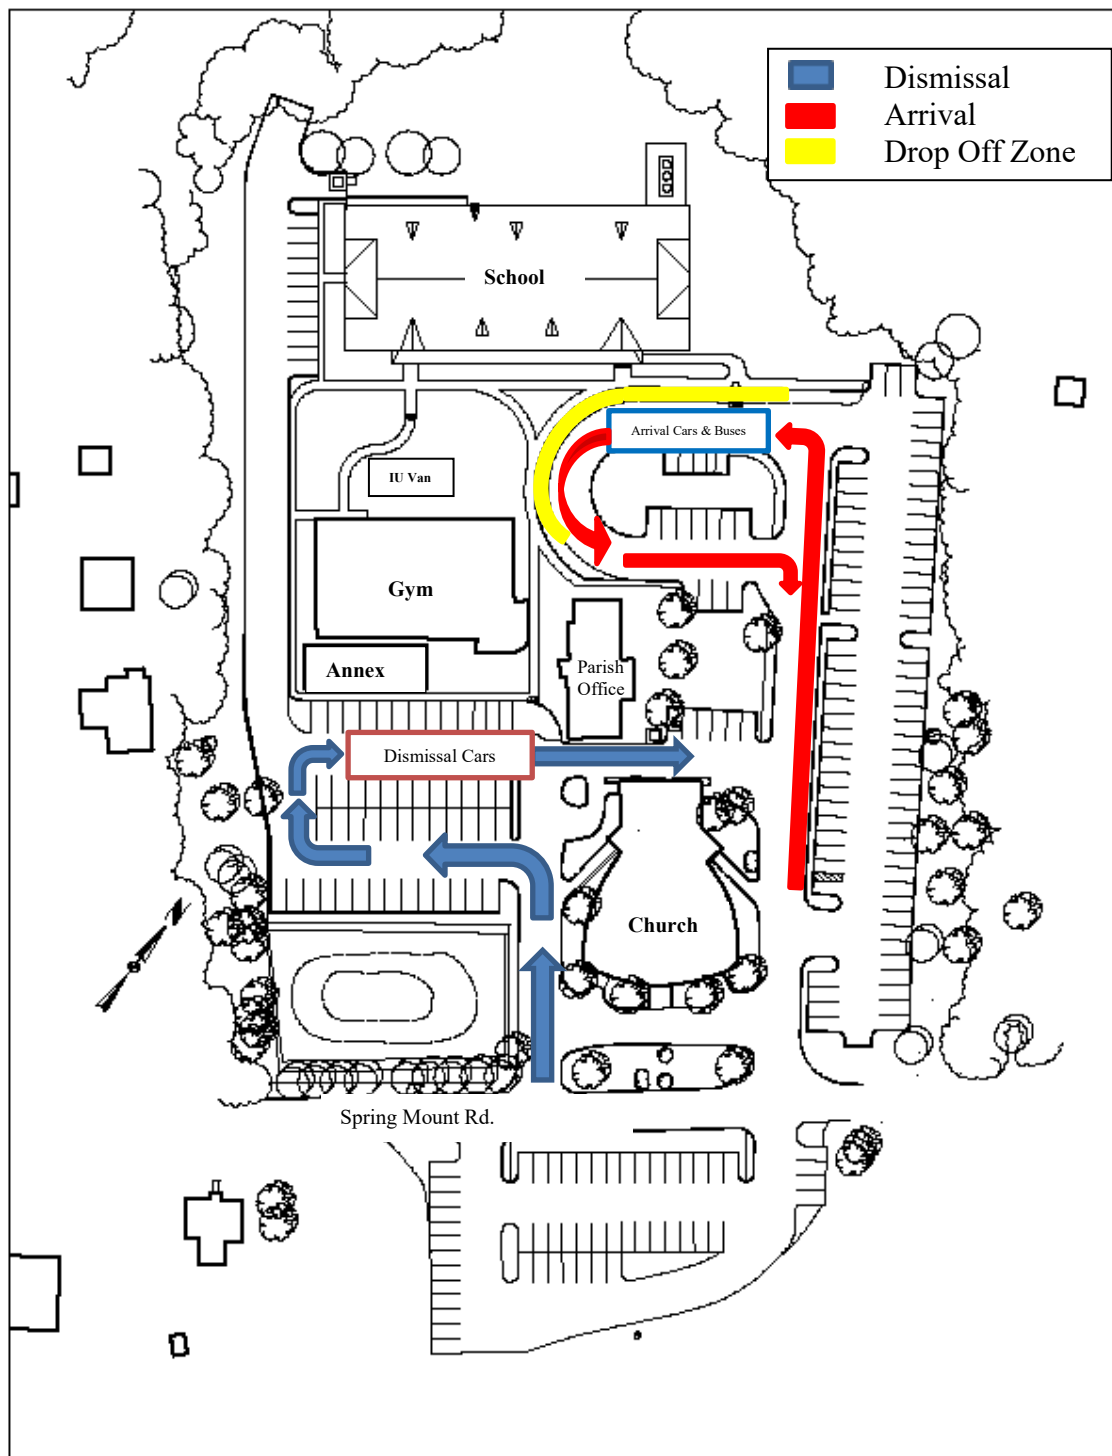 Dismissal
Arrival
Drop Off Zone
School
Arrival Cars & Buses
IU Van
Gym
Annex
Parish
Office
Dismissal Cars
Church
Spring Mount Rd.